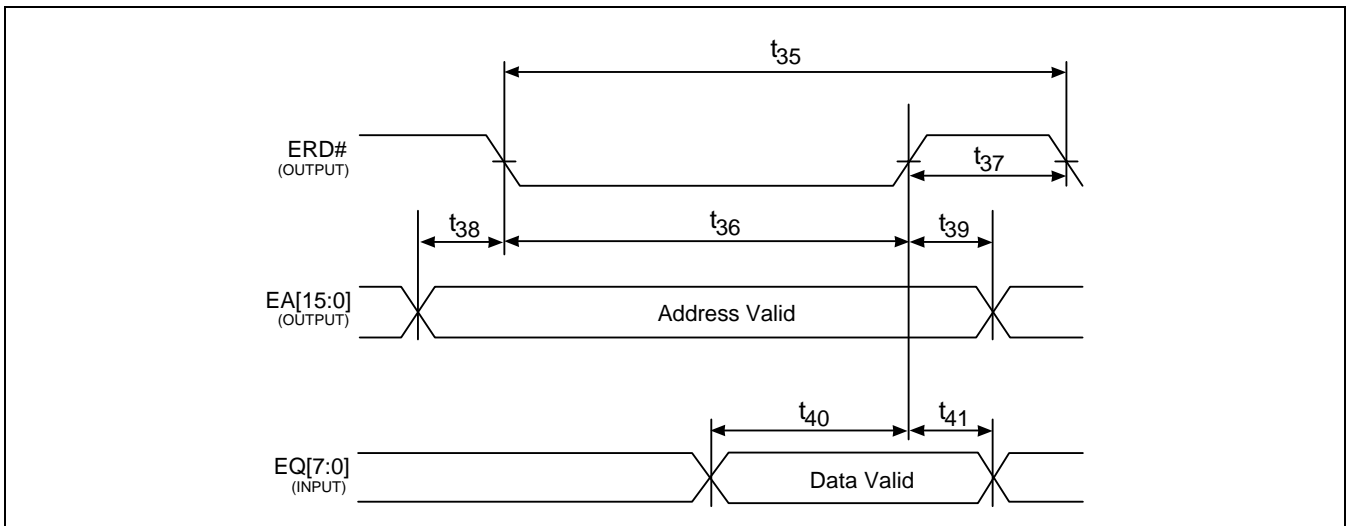 t35
ERD#
(OUTPUT)
t37
t38
t36
t39
EA[15:0]
(OUTPUT)
Address Valid
t40
t41
EQ[7:0]
(INPUT)
Data Valid